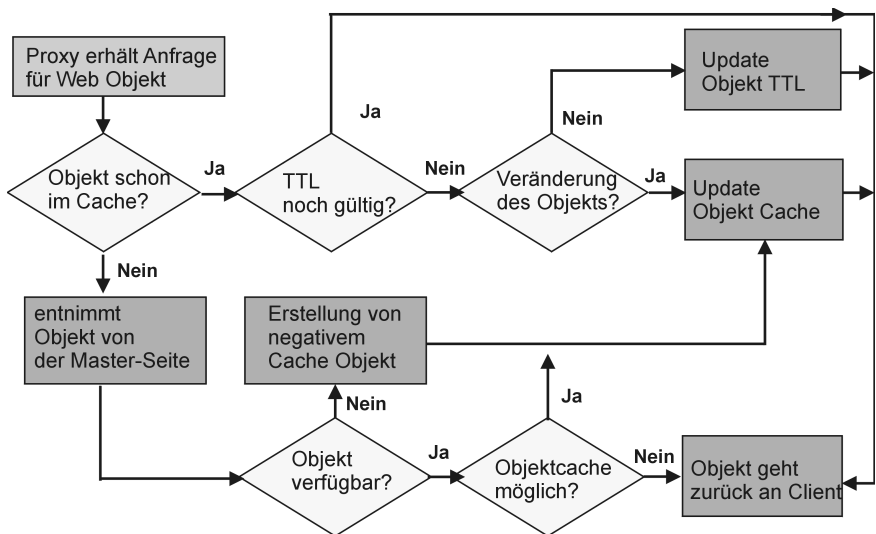 Proxy erhält Anfrage
für Web Objekt
Ja
Update
Objekt TTL
Nein
Objekt schon
im Cache?
Ja
TTL
noch gültig?
Nein
Veränderung
des Objekts?
Ja
Update
Objekt Cache
Nein
entnimmt
Objekt von
der Master-Seite
Erstellung von
negativem
Cache Objekt
Nein
Ja
Objekt
verfügbar?
Ja
Objektcache
möglich?
Nein
Objekt geht
zurück an Client